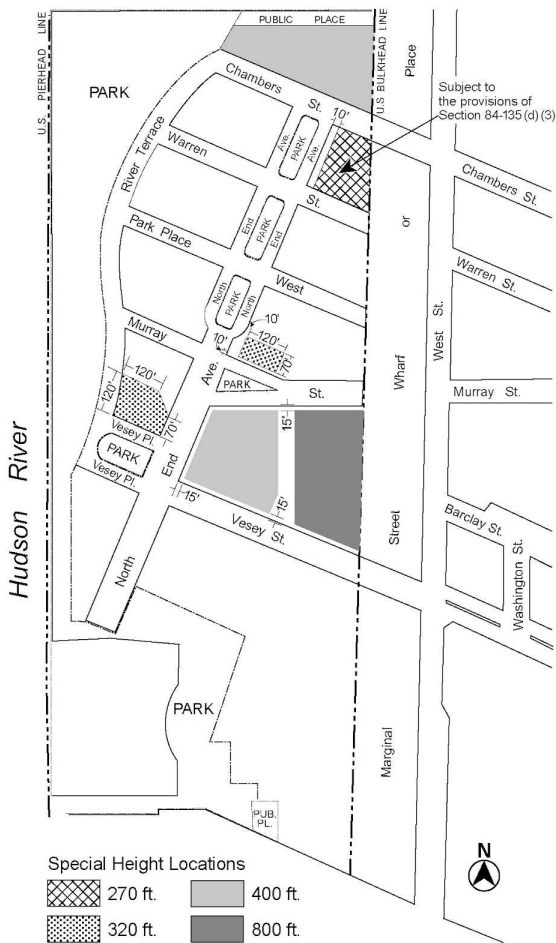 PUBLIC PLACE
U.S. PIERHEAD LINE
PARK
U.S BULKHEAD LINE
Place
Subject to
the provisions of
Section 84-135 (d) (3)
Chambers
St.
10'
Ave.
PARK
Ave.
River Terrace
Warren
St.
Chambers St.
or
Park Place
End
PARK
End
West
Warren St.
North
PARK
North
10'
West St.
Murray
10'
120'
70'
Ave.
PARK
St.
Wharf
Murray St.
120'
120'
70'
Vesey Pl.
PARK
Vesey Pl.
End
15'
15'
15'
Vesey St.
Street
Barclay St.
Washington St.
Hudson River
North
PARK
Marginal
PUB.
PL.
N
Special Height Locations
270 ft.
400 ft.
320 ft.
800 ft.